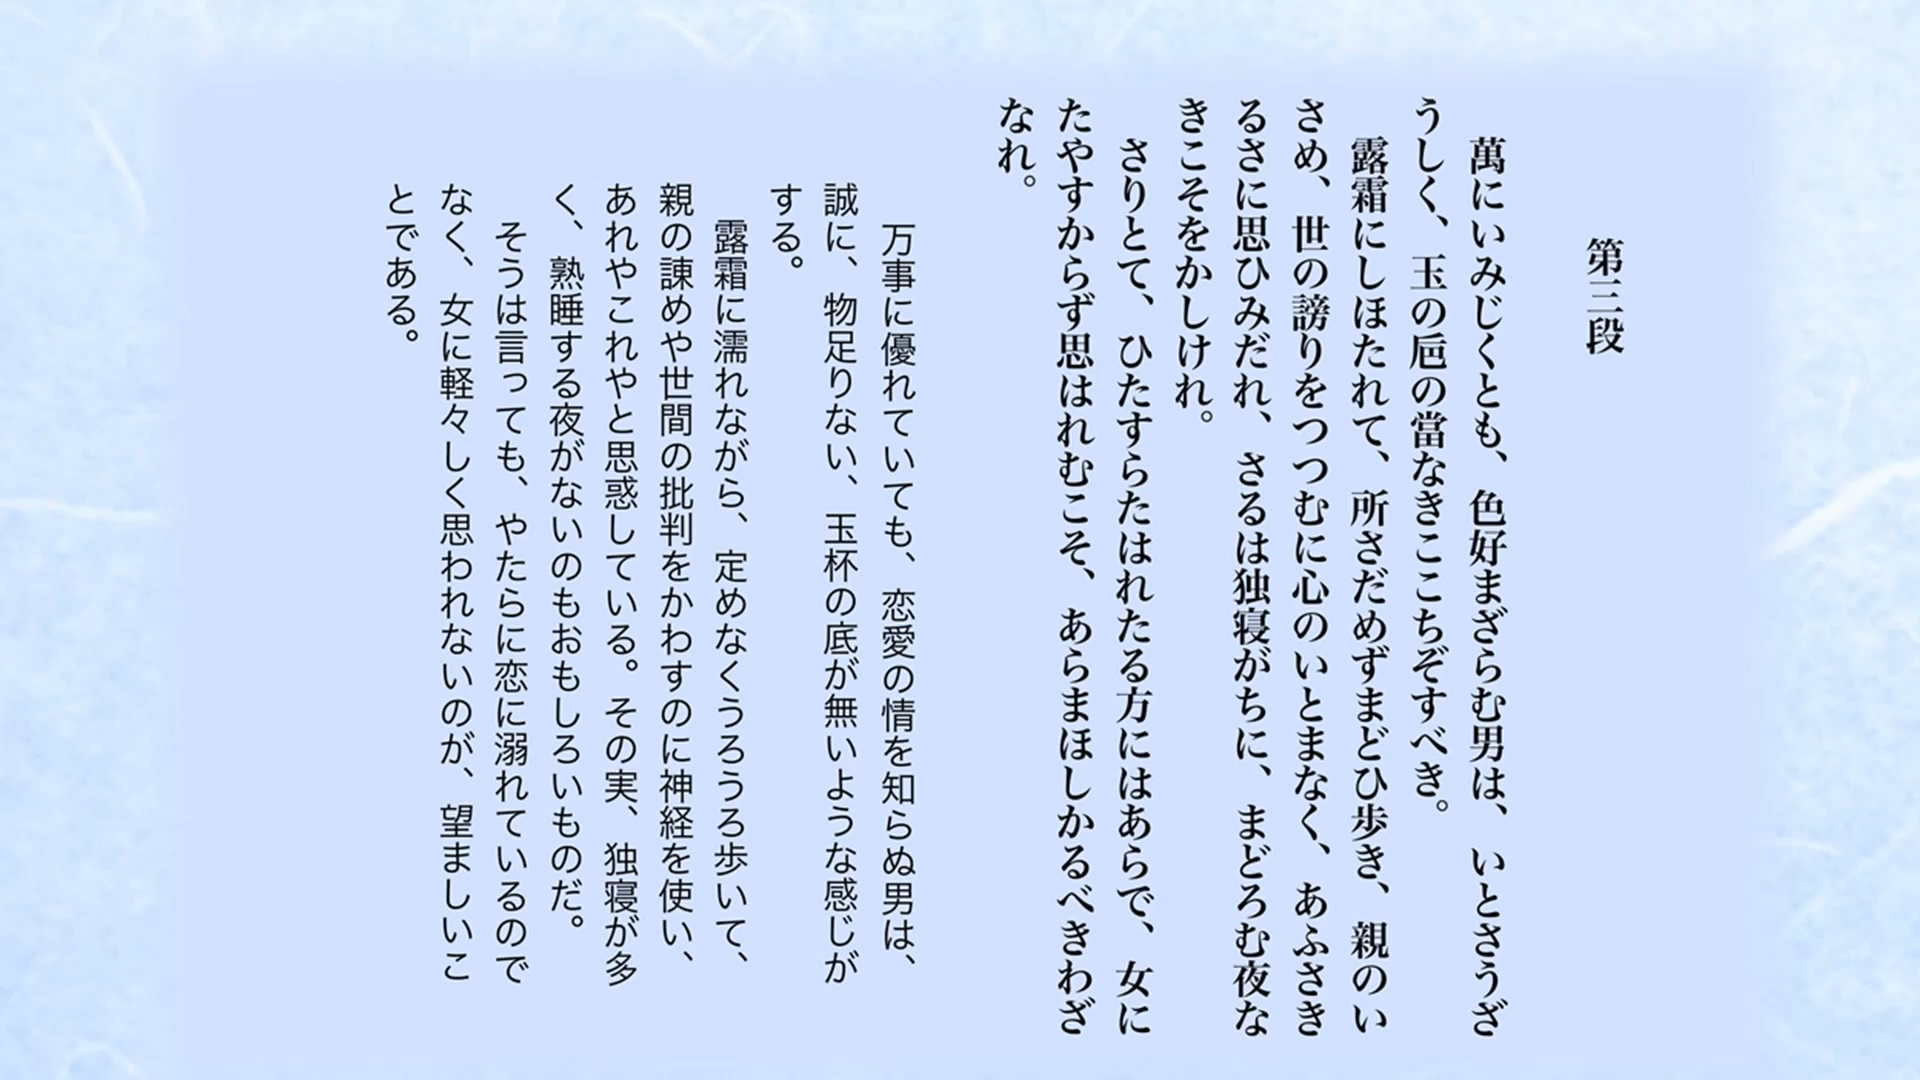 第三段
萬にいみじくとも、色好まざらむ男は、いとさうざ
うしく、玉の巵の當なきここちぞすべき。
露霜にしほたれて、所さだめずまどひ歩き、親のい
さめ、世の謗りをつつむに心のいとまなく、あふさき
るさに思ひみだれ、さるは独寝がちに、まどろむ夜な
きこそをかしけれ。
さりとて、ひたすらたはれたる方にはあらで、女に
たやすからず思はれむこそ、あらまほしかるべきわざ
なれ。
万事に優れていても、恋愛の情を知らぬ男は、
誠に、物足りない、玉杯の底が無いような感じが
する。
露霜に濡れながら、定めなくうろうろ歩いて、
親の諌めや世間の批判をかわすのに神経を使い、
あれやこれやと思惑している。その実、独寝が多
く、熟睡する夜がないのもおもしろいものだ。
そうは言っても、やたらに恋に溺れているので
なく、女に軽々しく思われないのが、望ましいこ
とである。